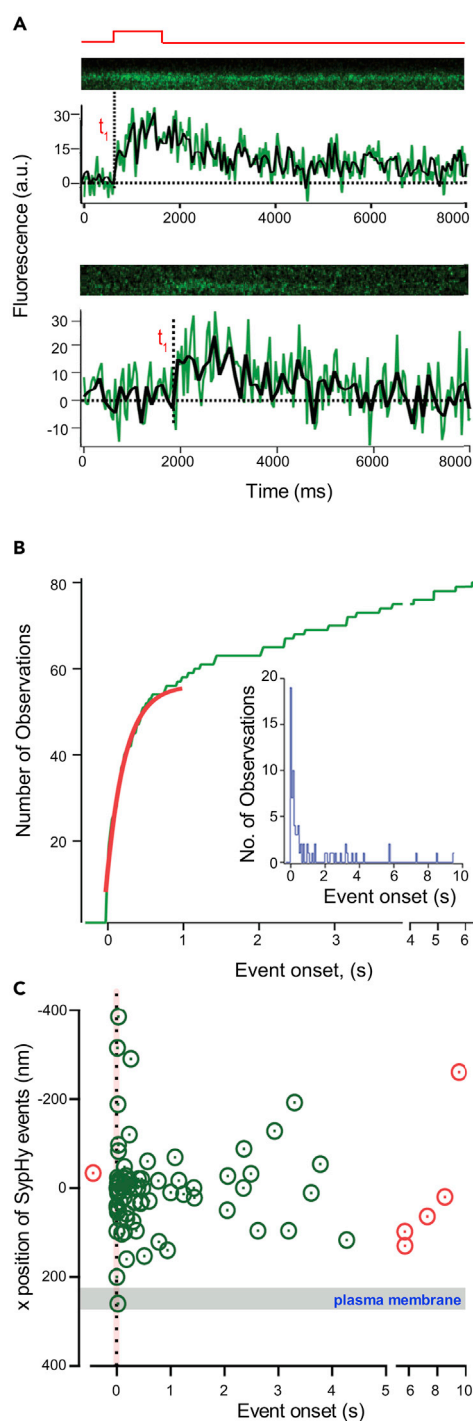 A
Fluorescence (a.u.)
30
15
0
t1
0 2000 4000 6000 8000
30
20
10
0
-10
t1
0 2000 4000 6000 8000
Time (ms)
B
Number of Observations
80
60
40
20
0 1 2 3 4 5 6
Event onset, (s)
No. of Obsevsations
20
15
10
5
0
0 2 4 6 8 10
Event onset (s)
C
x position of SypHy events (nm)
-400
-200
0
200
400
plasma membrane
0 1 2 3 4 5 6 8 10
Event onset (s)